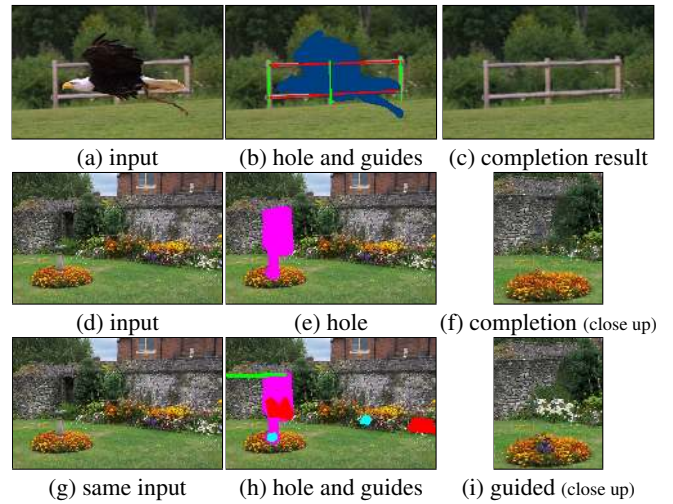 (a) input (b) hole and guides (c) completion result
(d) input (e) hole (f) completion (close up)
(g) same input (h) hole and guides (i) guided (close up)